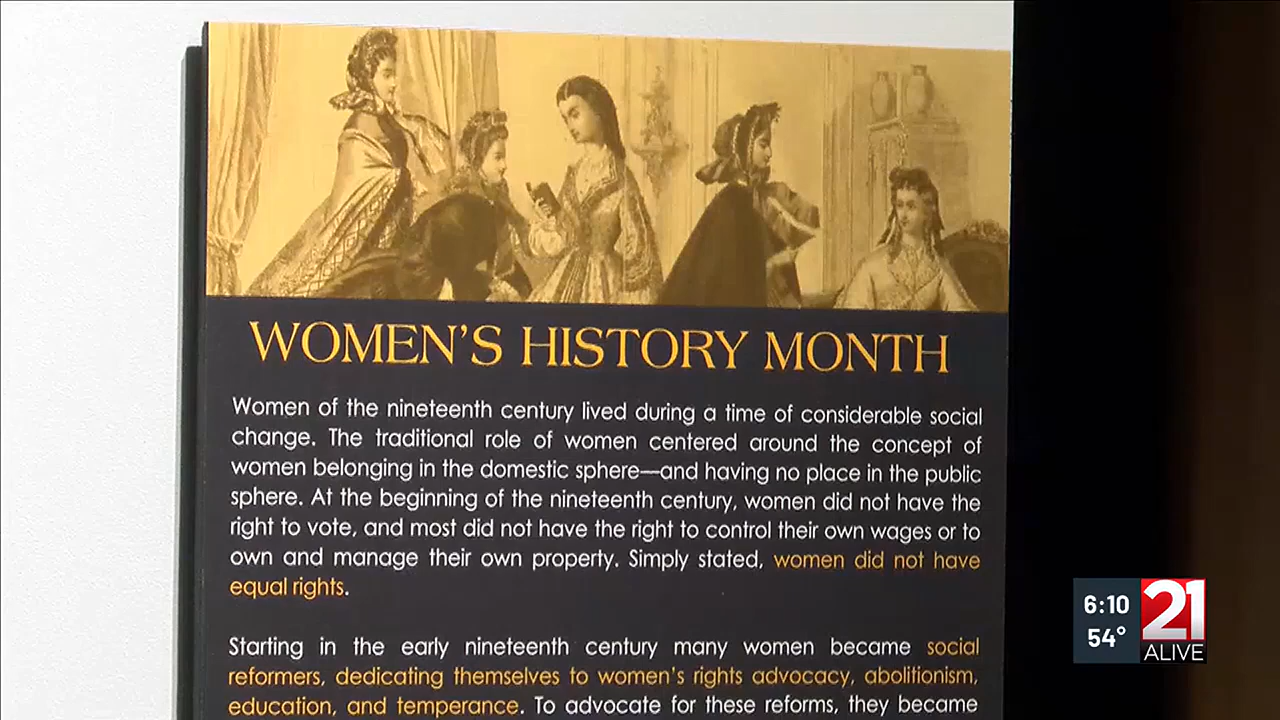 WOMEN'S HISTORY MONTH
Women of the nineteenth century lived during a time of considerable social
change. The traditional role of women centered around the concept of
women belonging in the domestic sphere—and having no place in the public
sphere. At the beginning of the nineteenth century, women did not have the
right to vote, and most did not have the right to control their own wages or to
own and manage their own property. Simply stated, women did not have
equal rights.
Starting in the early nineteenth century many women became social
reformers, dedicating themselves to women's rights advocacy, abolitionism,
education, and temperance. To advocate for these reforms, they became
6:10
54°
21
ALIVE